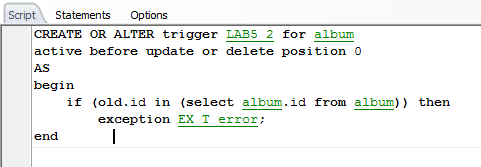 Script Statements Options
CREATE OR ALTER trigger LAB5_2 for album
active before update or delete position 0
AS
begin
if (old.id in (select album.id from album)) then
exception EX_T_error;
end